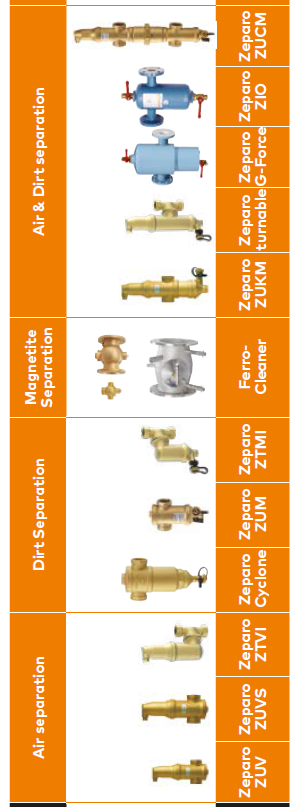 Air & Dirt separation
Zeparo
ZUCM
Zeparo
ZIO
Zeparo
G-Force
Zeparo
turnable
Zeparo
ZUKM
Magnetite
Separation
Ferro-
Cleaner
Dirt Separation
Zeparo
ZTMI
Zeparo
ZUM
Zeparo
Cyclone
Air separation
Zeparo
ZTVI
Zeparo
ZUVS
Zeparo
ZUV